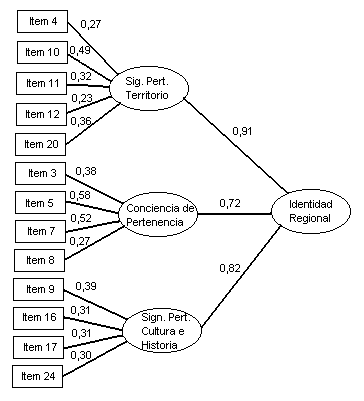 Item 4
0,27
Item 10
0,49
Item 11
0,32
Item 12
0,23
Item 20
0,36
Sig. Pert.
Territorio
0,91
Item 3
0,38
Item 5
0,58
Item 7
0,52
Item 8
0,27
Conciencia de
Pertenencia
0,72
Identidad
Regional
Item 9
0,39
Item 16
0,31
Item 17
0,31
Item 24
0,30
Sign. Pert.
Cultura e
Historia
0,82